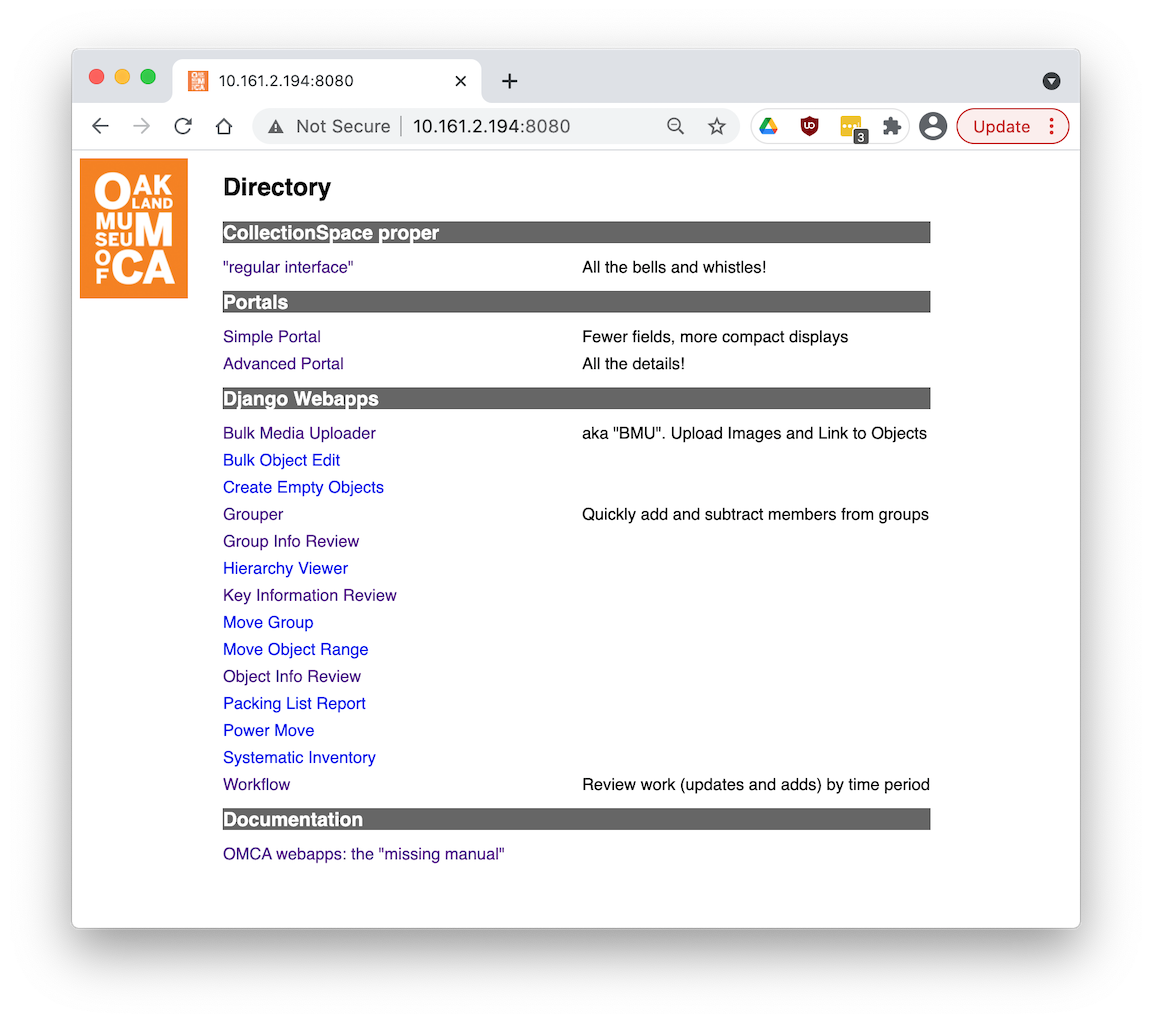 10.161.2.194:8080
Not Secure 10.161.2.194:8080
3
Update
OAK
LAND
MU
SEUM
OF CA
Directory
CollectionSpace proper
"regular interface" All the bells and whistles!
Portals
Simple Portal Fewer fields, more compact displays
Advanced Portal All the details!
Django Webapps
Bulk Media Uploader aka "BMU". Upload Images and Link to Objects
Bulk Object Edit
Create Empty Objects
Grouper Quickly add and subtract members from groups
Group Info Review
Hierarchy Viewer
Key Information Review
Move Group
Move Object Range
Object Info Review
Packing List Report
Power Move
Systematic Inventory
Workflow Review work (updates and adds) by time period
Documentation
OMCA webapps: the "missing manual"